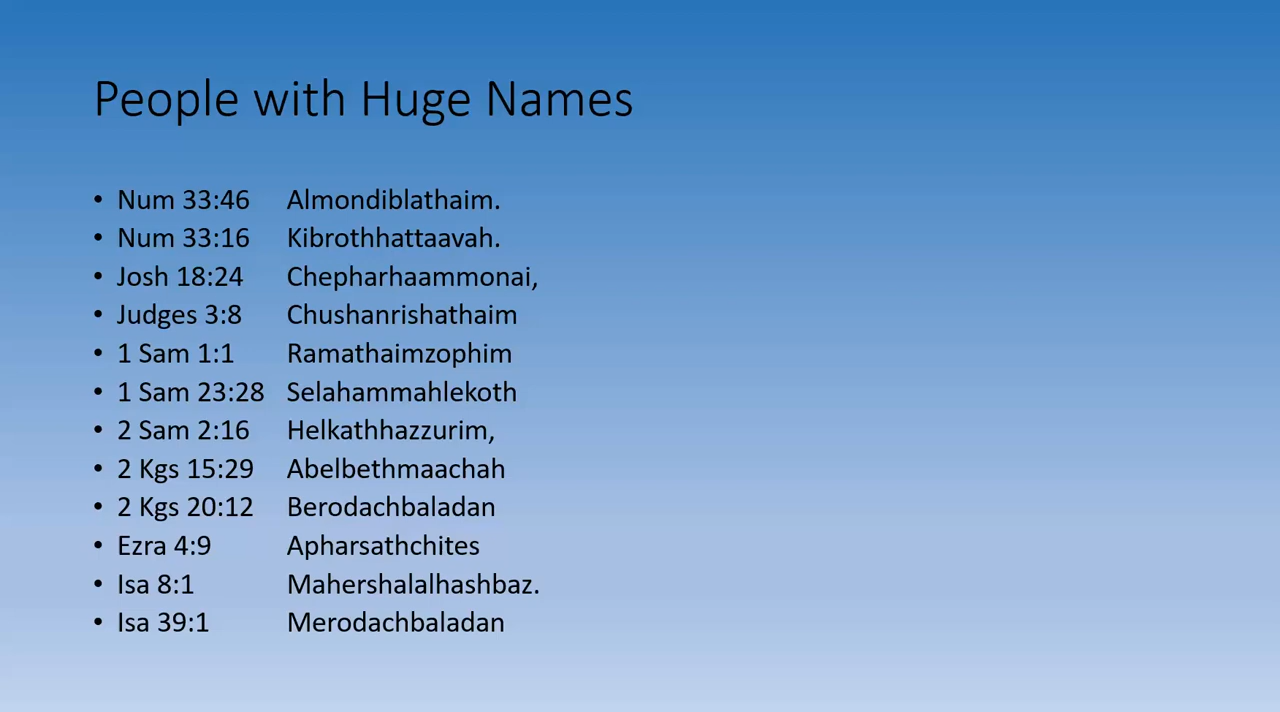 People with Huge Names
• Num 33:46 Almondiblathaim.
• Num 33:16 Kibrothhattaavah.
• Josh 18:24 Chepharhaammonai,
• Judges 3:8 Chushanrishathaim
• 1 Sam 1:1 Ramathaimzophim
• 1 Sam 23:28 Selahammahlekoth
• 2 Sam 2:16 Helkathhazzurim,
• 2 Kgs 15:29 Abelbethmaachah
• 2 Kgs 20:12 Berodachbaladan
• Ezra 4:9 Apharsathchites
• Isa 8:1 Mahershalalhashbaz.
• Isa 39:1 Merodachbaladan